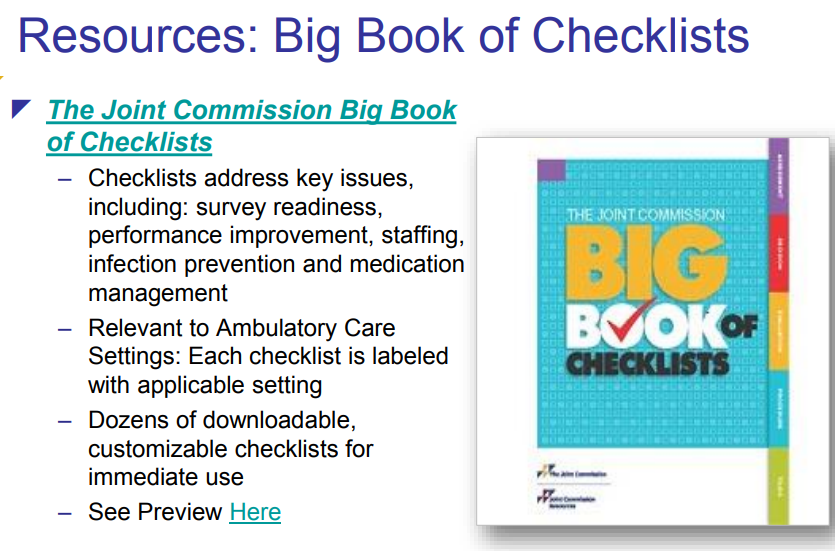 Resources: Big Book of Checklists
The Joint Commission Big Book
of Checklists
– Checklists address key issues,
including: survey readiness,
performance improvement, staffing,
infection prevention and medication
management
– Relevant to Ambulatory Care
Settings: Each checklist is labeled
with applicable setting
– Dozens of downloadable,
customizable checklists for
immediate use
– See Preview Here
THE JOINT COMMISSION
BIG
BOOK OF
CHECKLISTS
The Joint Commission
Joint Commission
Resources